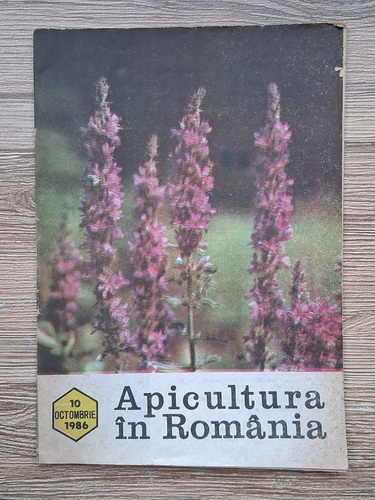 10
OCTOMBRIE
1986
Apicultura
în România